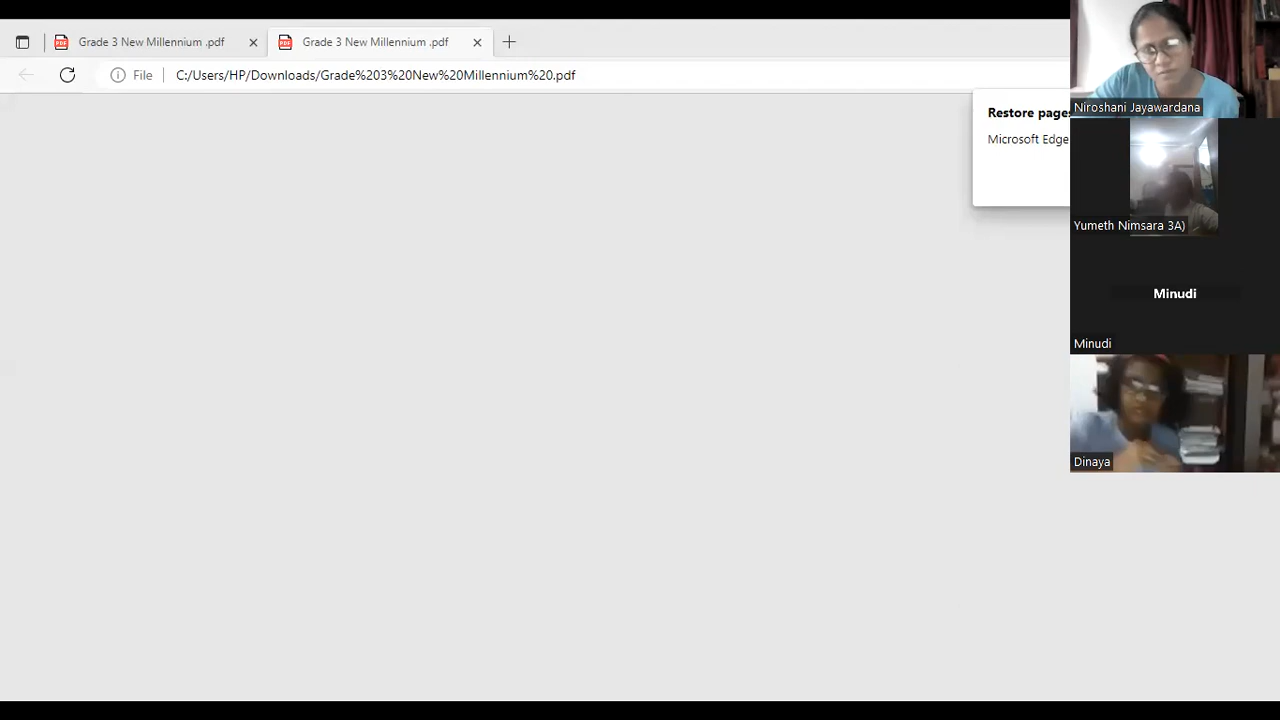 Grade 3 New Millennium .pdf
Grade 3 New Millennium .pdf
File
C:/Users/HP/Downloads/Grade%203%20New%20Millennium%20.pdf
Restore pages
Microsoft Edge
Niroshani Jayawardana
Yumeth Nimsara 3A)
Minudi
Minudi
Dinaya